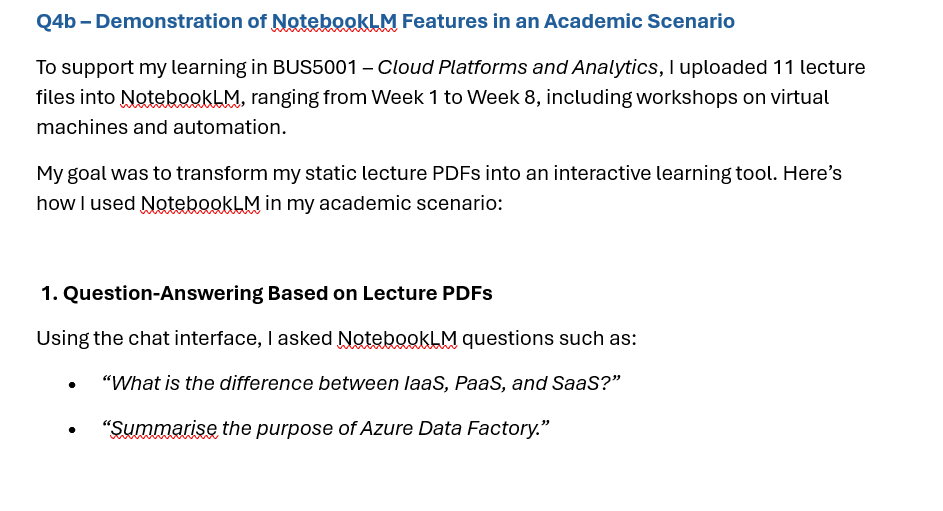 Q4b – Demonstration of NotebookLM Features in an Academic Scenario
To support my learning in BUS5001 – Cloud Platforms and Analytics, I uploaded 11 lecture
files into NotebookLM, ranging from Week 1 to Week 8, including workshops on virtual
machines and automation.
My goal was to transform my static lecture PDFs into an interactive learning tool. Here’s
how I used NotebookLM in my academic scenario:
1. Question-Answering Based on Lecture PDFs
Using the chat interface, I asked NotebookLM questions such as:
• “What is the difference between IaaS, PaaS, and SaaS?”
• “Summarise the purpose of Azure Data Factory.”